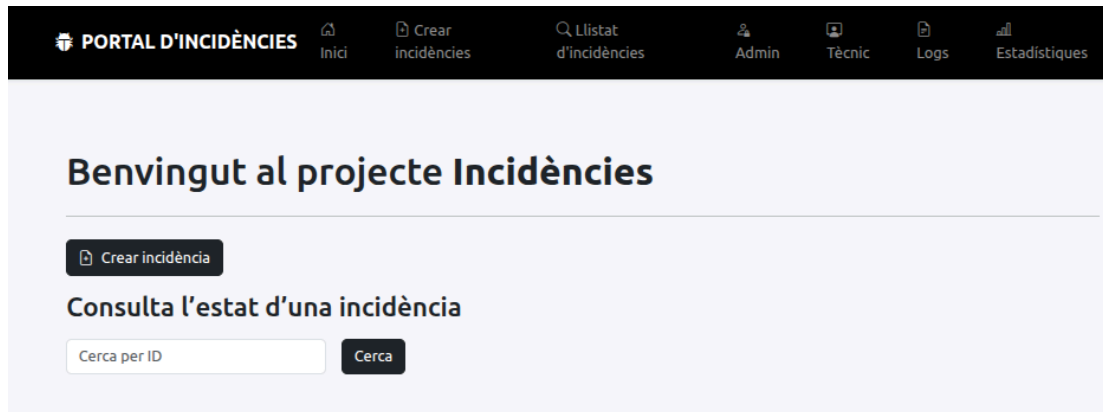 PORTAL D'INCIDÈNCIES
Inici
Crear
incidències
Llistat
d'incidències
Admin
Tècnic
Logs
Estadístiques
Benvingut al projecte Incidències
Crear incidència
Consulta l’estat d’una incidència
Cerca per ID
Cerca